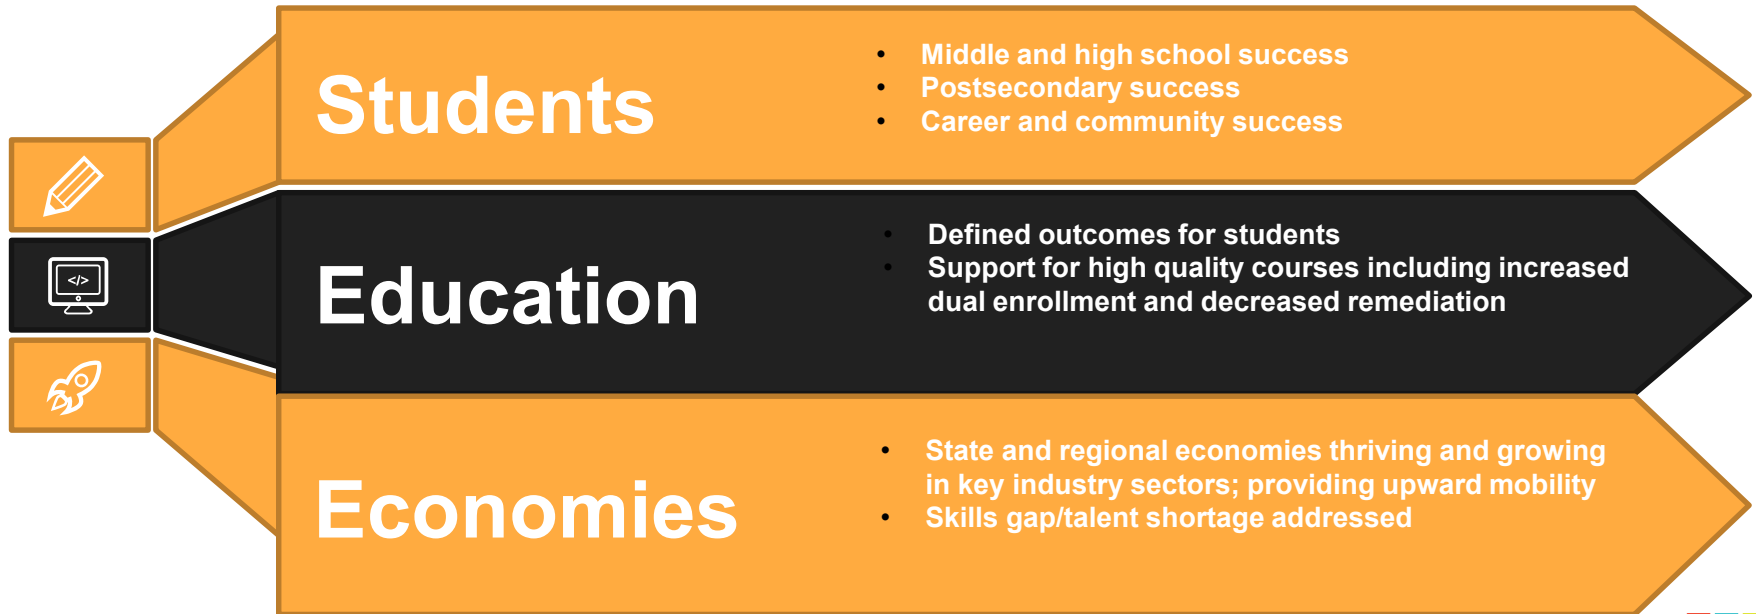 Students
• Middle and high school success
• Postsecondary success
• Career and community success
</>
Education
• Defined outcomes for students
• Support for high quality courses including increased
dual enrollment and decreased remediation
Economies
• State and regional economies thriving and growing
in key industry sectors; providing upward mobility
• Skills gap/talent shortage addressed